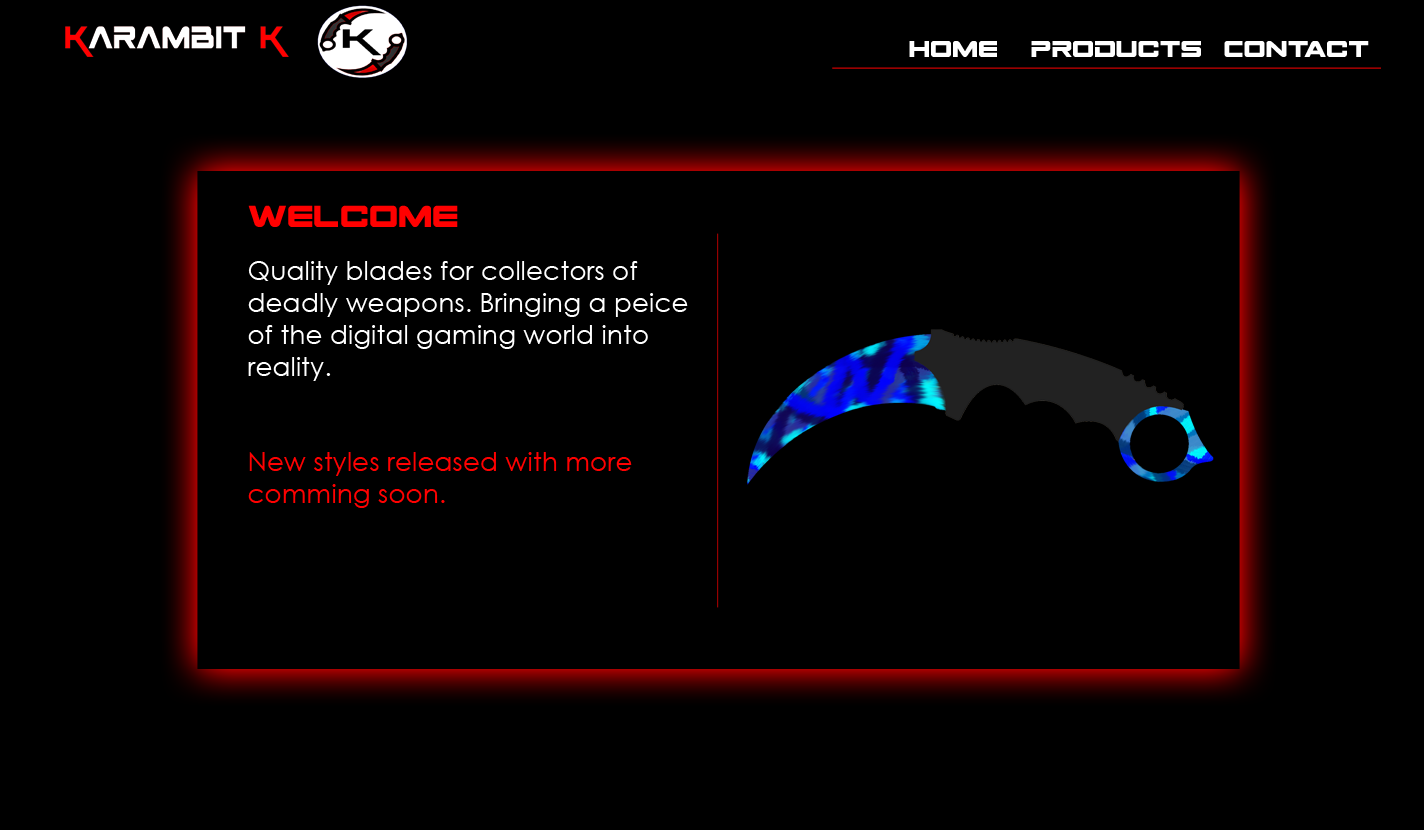 KARAMBIT K
K
HOME PRODUCTS CONTACT
WELCOME
Quality blades for collectors of
deadly weapons. Bringing a peice
of the digital gaming world into
reality.
New styles released with more
comming soon.